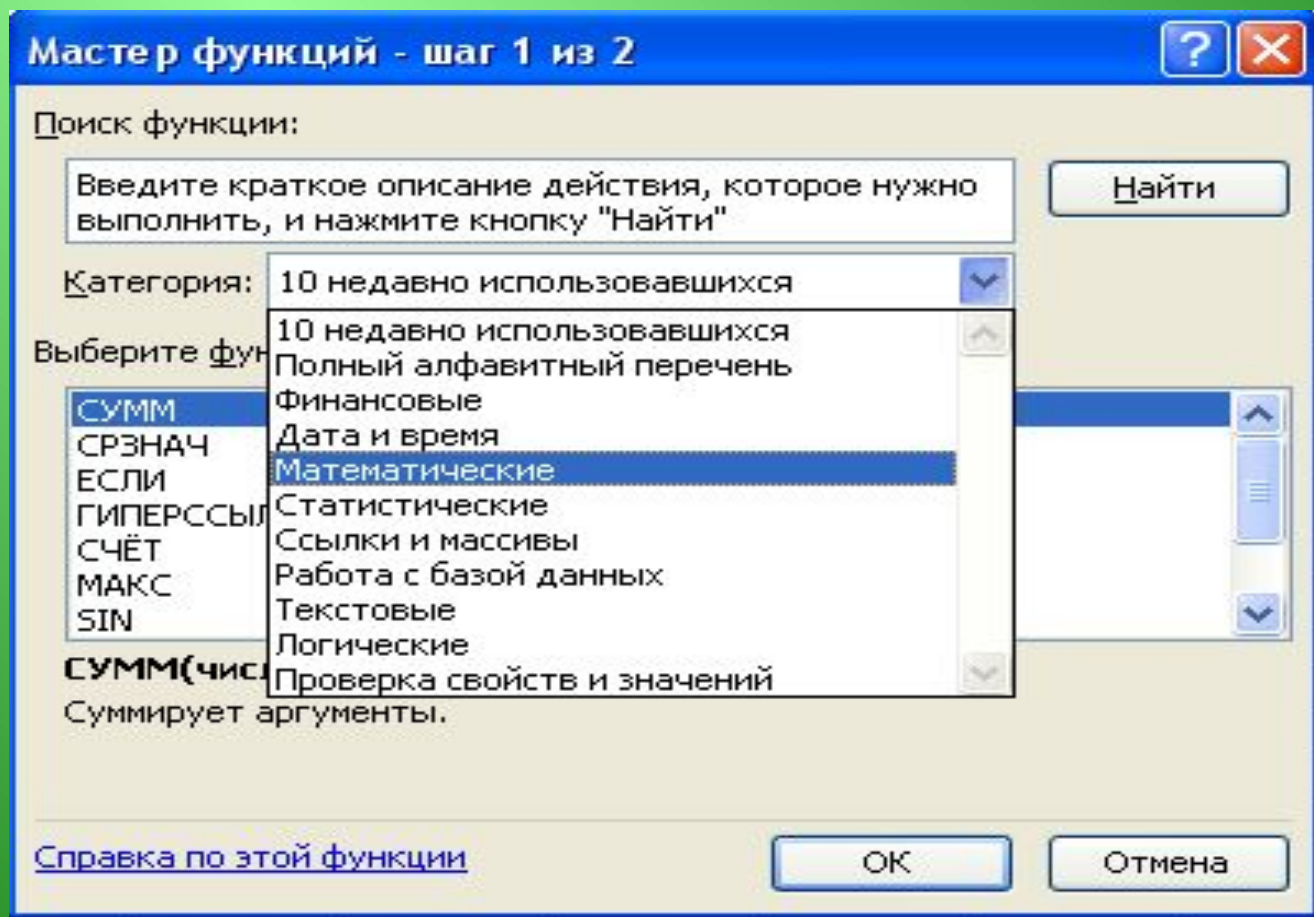 Мастер функций - шаг 1 из 2
Поиск функции:
Введите краткое описание действия, которое нужно
выполнить, и нажмите кнопку "Найти"
Найти
Категория: 10 недавно использовавшихся
10 недавно использовавшихся
Полный алфавитный перечень
Финансовые
Дата и время
Математические
Статистические
Ссылки и массивы
Работа с базой данных
Текстовые
Логические
Проверка свойств и значений
Выберите
СУММ
СРЗНАЧ
ЕСЛИ
СЧЁТ
МАКС
SIN
Суммирует аргументы.
Справка по этой функции
ОК
Отмена